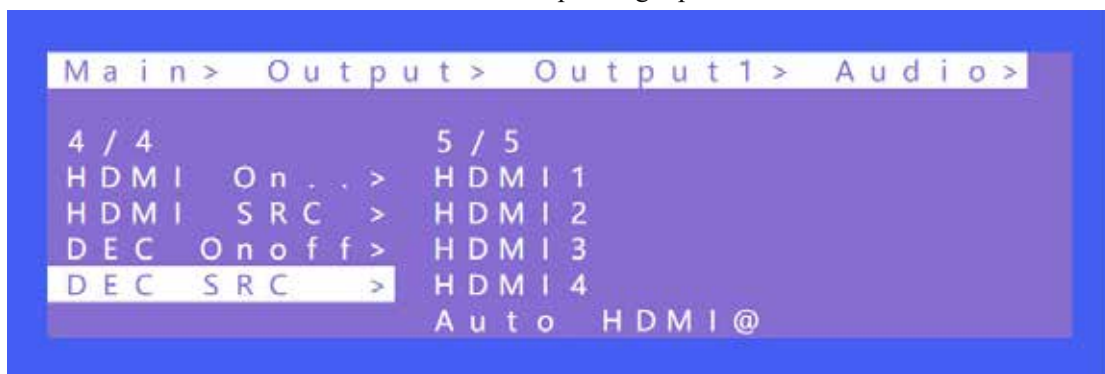 Main> Output> Output1> Audio>
4/4
HDMI On..>
HDMI SRC >
DEC Onoff>
DEC SRC >
5/5
HDMI1
HDMI2
HDMI3
HDMI4
Auto HDMI@